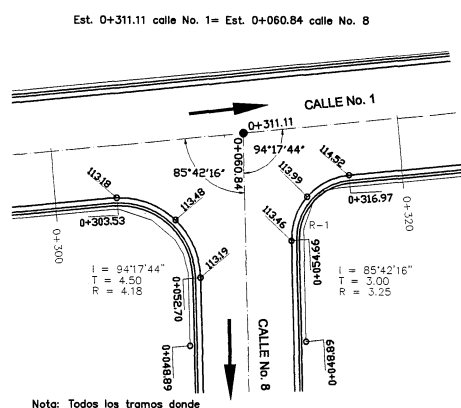 Est. 0+311.11 calle No. 1= Est. 0+060.84 calle No. 8
CALLE No. 1
0+311.11
94°17'44"
85°42'16"
0+060.84
113.18
113.48
113.99
114.52
0+303.53
0+316.97
0+300
0+320
113.19
113.46
R-1
I = 94°17'44"
T = 4.50
R = 4.18
0+052.70
0+054.96
I = 85°42'16"
T = 3.00
R = 3.25
CALLE No. 8
0+048.89
0+048.89
Nota: Todos los tramos donde